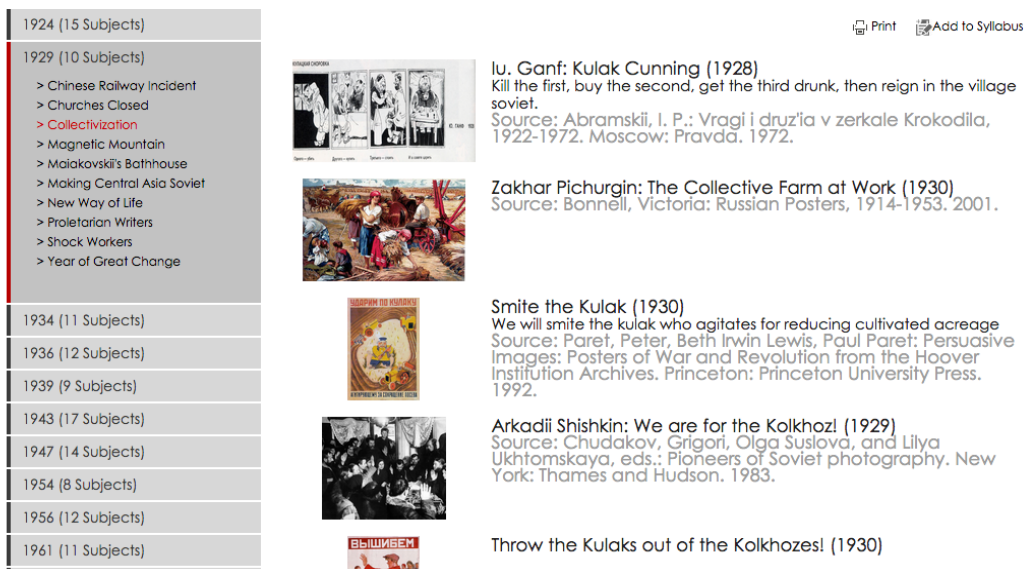 1924 (15 Subjects)
1929 (10 Subjects)
> Chinese Railway Incident
> Churches Closed
> Collectivization
> Magnetic Mountain
> Maiakovskii's Bathhouse
> Making Central Asia Soviet
> New Way of Life
> Proletarian Writers
> Shock Workers
> Year of Great Change
1934 (11 Subjects)
1936 (12 Subjects)
1939 (9 Subjects)
1943 (17 Subjects)
1947 (14 Subjects)
1954 (8 Subjects)
1956 (12 Subjects)
1961 (11 Subjects)
Print
Add to Syllabus
Iu. Ganf: Kulak Cunning (1928)
Kill the first, buy the second, get the third drunk, then reign in the village
soviet.
Source: Abramskii, I. P.: Vragi i druz'ia v zerkale Krokodila,
1922-1972. Moscow: Pravda. 1972.
Zakhar Pichurgin: The Collective Farm at Work (1930)
Source: Bonnell, Victoria: Russian Posters, 1914-1953. 2001.
УДАРИМ ПО КУЛАКУ
Smite the Kulak (1930)
We will smite the kulak who agitates for reducing cultivated acreage
Source: Paret, Peter, Beth Irwin Lewis, Paul Paret: Persuasive
Images: Posters of War and Revolution from the Hoover
Institution Archives. Princeton: Princeton University Press.
1992.
Arkadii Shishkin: We are for the Kolkhoz! (1929)
Source: Chudakov, Grigori, Olga Suslova, and Lilya
Ukhtomskaya, eds.: Pioneers of Soviet photography. New
York: Thames and Hudson. 1983.
ВЫШИБЕМ
Throw the Kulaks out of the Kolkhozes! (1930)